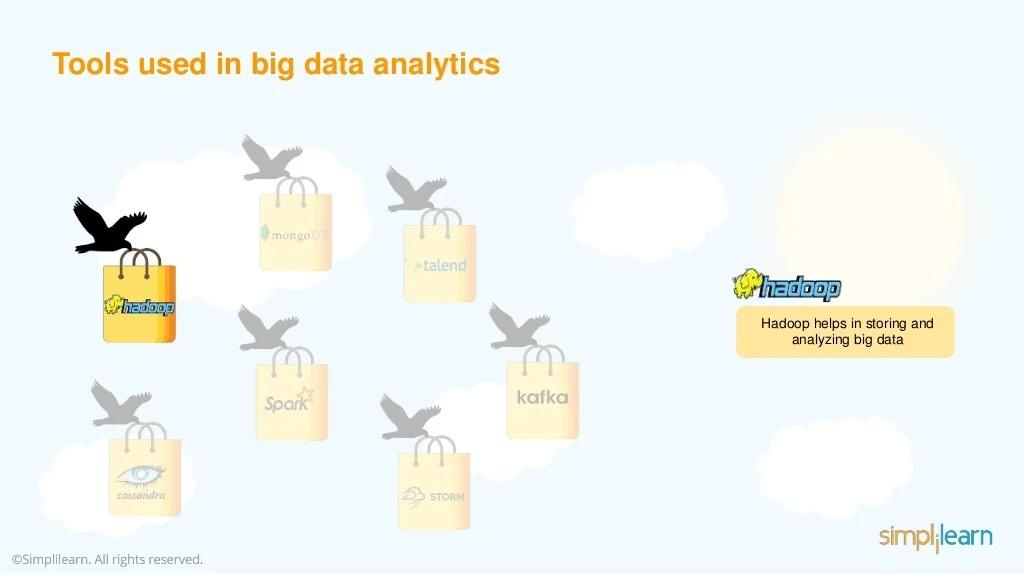 Tools used in big data analytics
mongoDB
talend
hadoop
hadoop
Hadoop helps in storing and
analyzing big data
Spark
kafka
cassandra
STORM
simplilearn
©Simplilearn. All rights reserved.